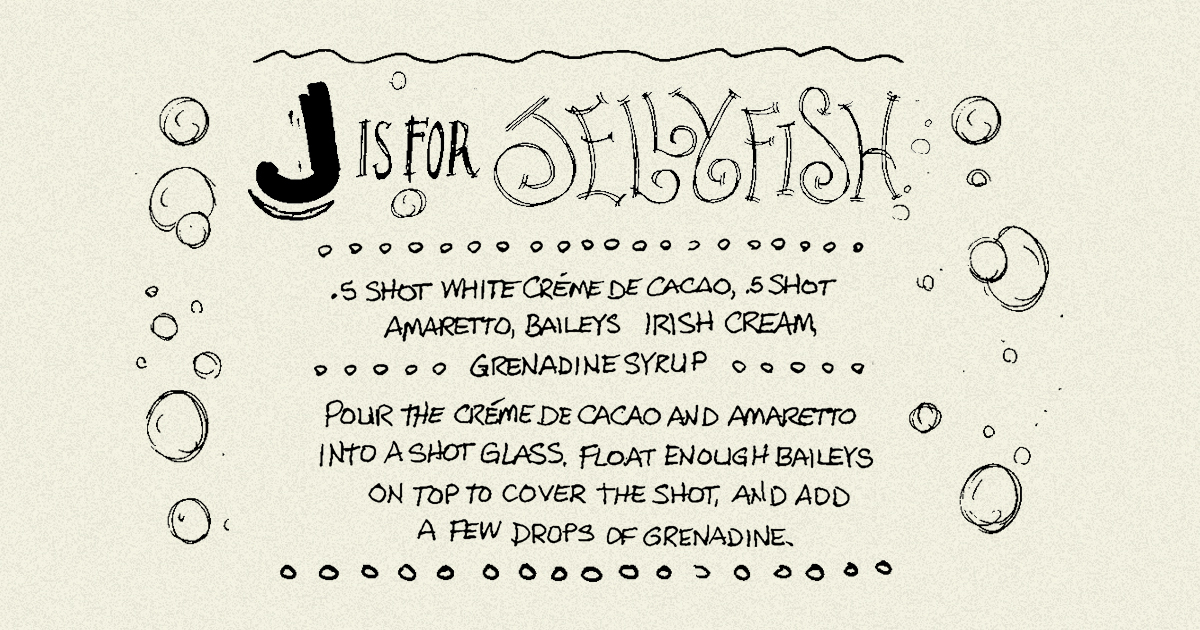 J IS FOR JELLYFISH
.5 SHOT WHITE CRÉME DE CACAO, .5 SHOT
AMARETTO, BAILEYS IRISH CREAM,
GRENADINE SYRUP
POUR THE CRÉME DE CACAO AND AMARETTO
INTO A SHOT GLASS. FLOAT ENOUGH BAILEYS
ON TOP TO COVER THE SHOT, AND ADD
A FEW DROPS OF GRENADINE.